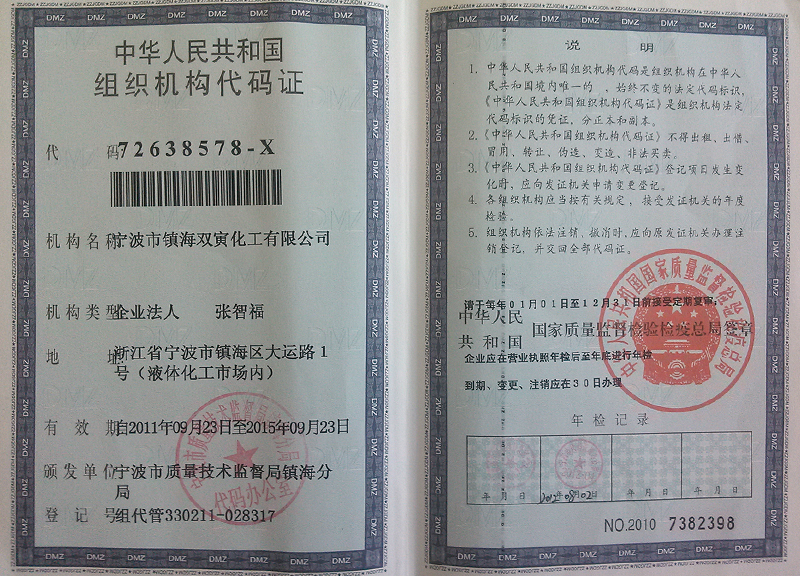 中华人民共和国
组织机构代码证
代 码 72638578-X
机构名称 宁波市镇海双寅化工有限公司
机构类型 企业法人 张智福
地 址 浙江省宁波市镇海区大运路1
号（液体化工市场内）
有 效 期 自2011年09月23日至2015年09月23日
颁发单位 宁波市质量技术监督局镇海分
局
登 记 号 组代管330211-028317
代码办公室
说 明
1. 中华人民共和国组织机构代码是组织机构在中华人
民共和国境内唯一的、始终不变的法定代码标识，
《中华人民共和国组织机构代码证》是组织机构法定
代码标识的凭证，分正本和副本。
2. 《中华人民共和国组织机构代码证》不得出租、出借、
冒用、转让、伪造、变造、非法买卖。
3. 《中华人民共和国组织机构代码证》登记项目发生变
化时，应向发证机关申请变更登记。
4. 各组织机构应当按有关规定，接受发证机关的年度
检验。
5. 组织机构依法注销、撤消时，应向原发证机关办理注
销登记，并交回全部代码证。
请于每年01月01日至12月31日前接受定期复审。
中华人民
共 和 国 国家质量监督检验检疫总局签章
企业应在营业执照年检后至年底进行年检
到期、变更、注销应在30日办理
年检记录
年 月 日 年 月 日 年 月 日 年 月 日
NO.2010 7382398